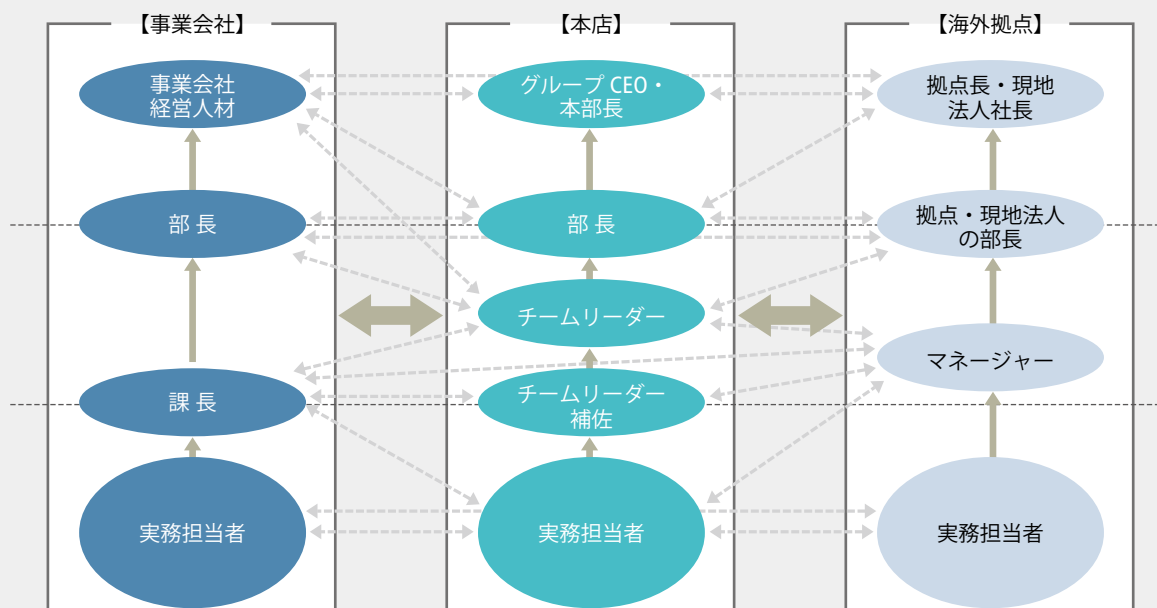 【事業会社】
事業会社
経営人材
部 長
課 長
実務担当者
【本店】
グループ CEO・
本部長
部 長
チームリーダー
チームリーダー
補佐
実務担当者
【海外拠点】
拠点長・現地
法人社長
拠点・現地法人
の部長
マネージャー
実務担当者